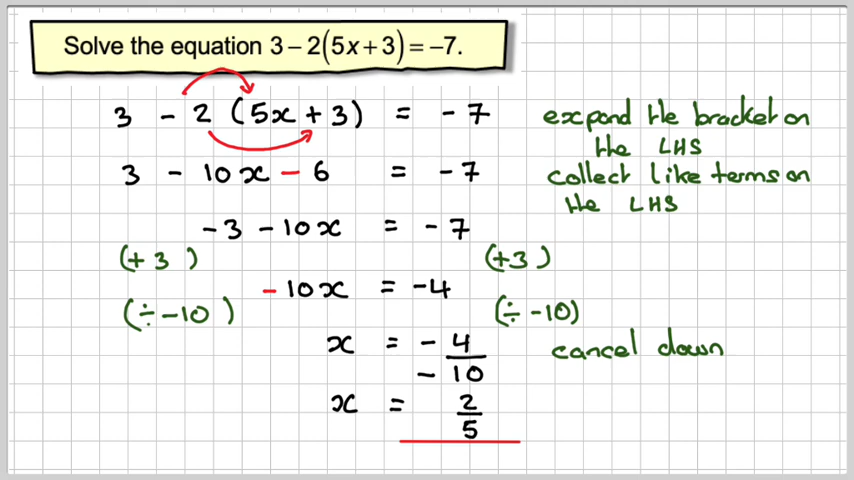 Solve the equation 3 – 2(5x + 3) = –7.
3 - 2 (5x + 3) = - 7 expand the bracket on
the LHS
3 - 10x - 6 = - 7 collect like terms on
the LHS
-3 - 10x = - 7
(+ 3 ) (+3 )
- 10x = -4
(÷ -10 ) (÷ -10)
x = - 4 / - 10 cancel down
x = 2 / 5